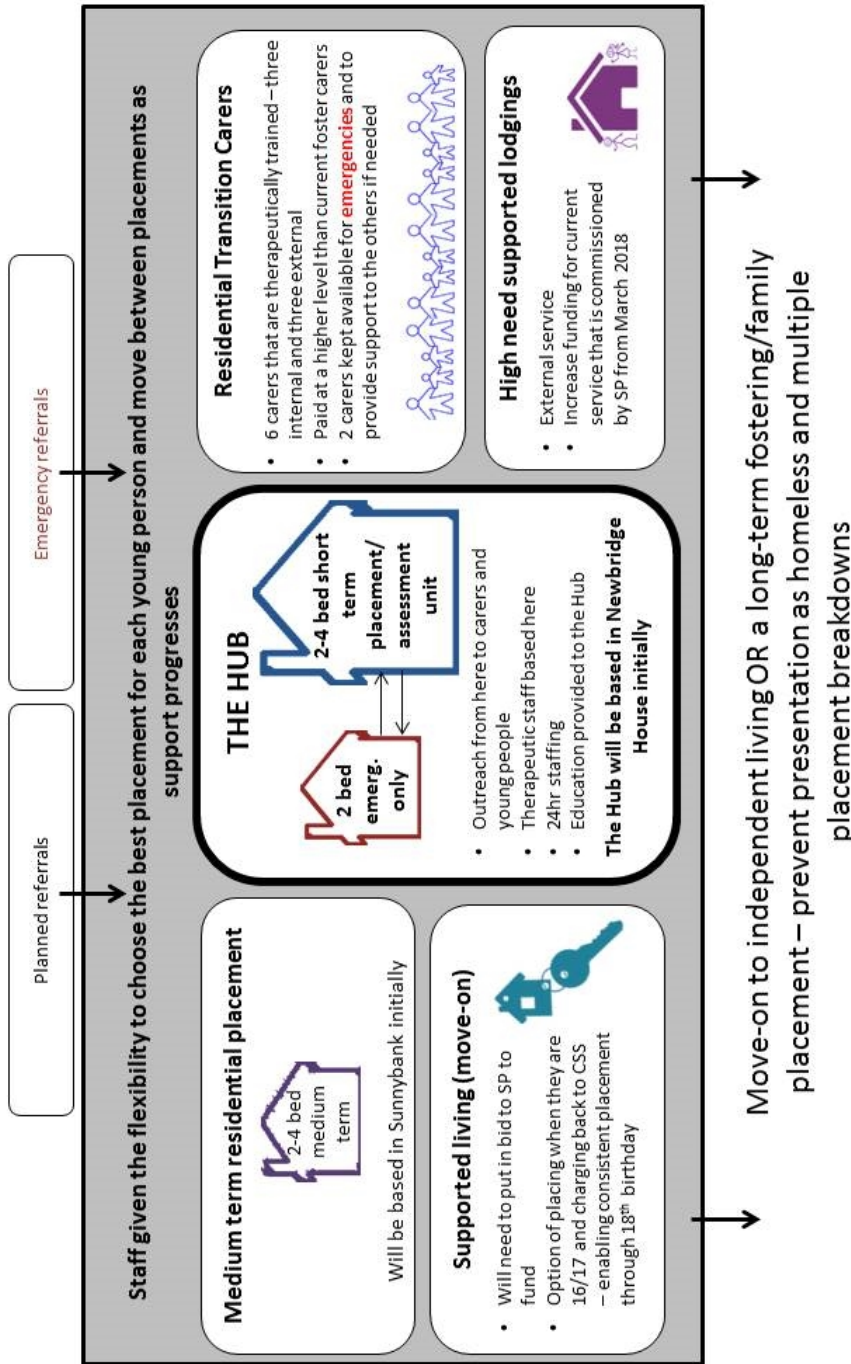 Planned referrals
Emergency referrals
Staff given the flexibility to choose the best placement for each young person and move between placements as
support progresses
Medium term residential placement
2-4 bed
medium
term
Will be based in Sunnybank initially
Supported living (move-on)
• Will need to put in bid to SP to
fund
• Option of placing when they are
16/17 and charging back to CSS
– enabling consistent placement
through 18th birthday
THE HUB
2 bed
emerg.
only
2-4 bed short
term
placement/
assessment
unit
• Outreach from here to carers and
young people
• Therapeutic staff based here
• 24hr staffing
• Education provided to the Hub
The Hub will be based in Newbridge
House initially
Residential Transition Carers
• 6 carers that are therapeutically trained – three
internal and three external
• Paid at a higher level than current foster carers
• 2 carers kept available for emergencies and to
provide support to the others if needed
High need supported lodgings
• External service
• Increase funding for current
service that is commissioned
by SP from March 2018
Move-on to independent living OR a long-term fostering/family
placement – prevent presentation as homeless and multiple
placement breakdowns